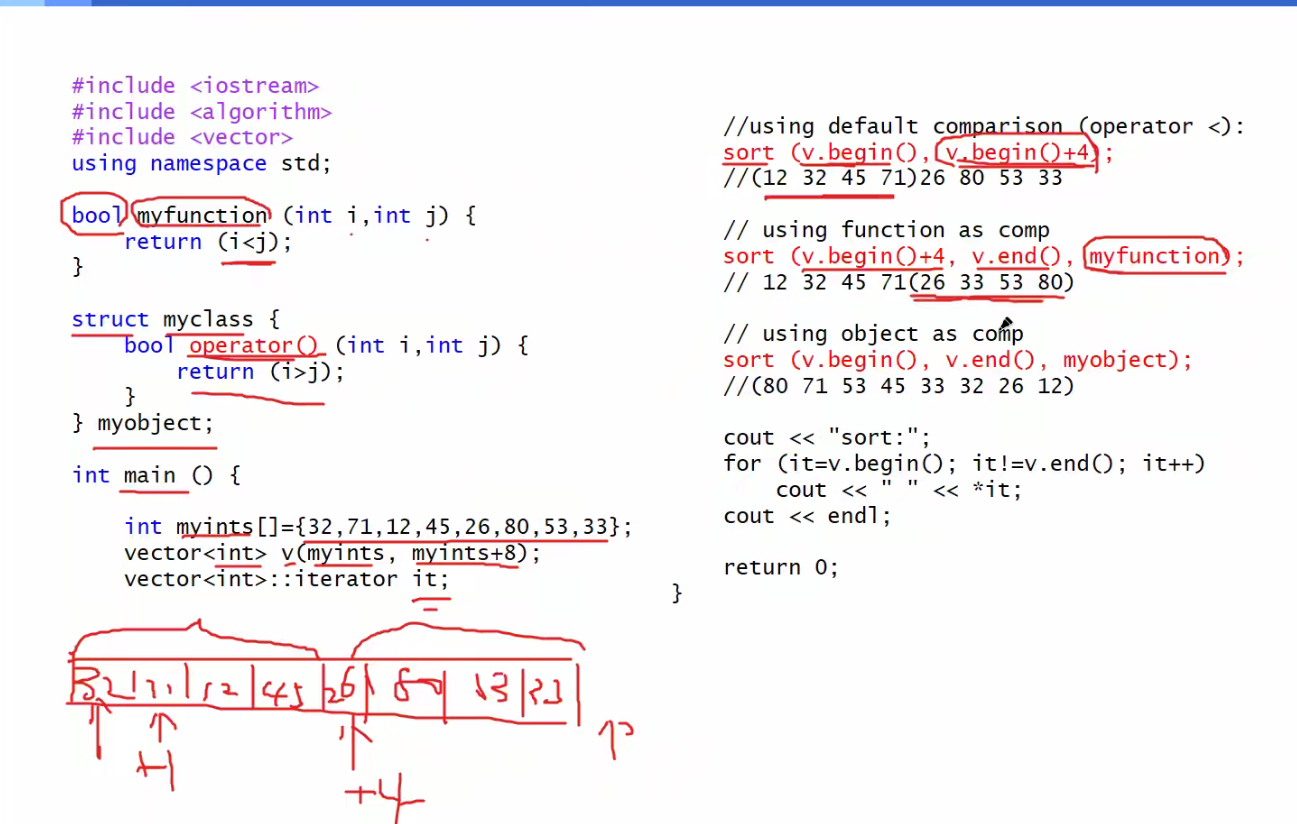 #include <iostream>
#include <algorithm>
#include <vector>
using namespace std;
bool myfunction (int i,int j) {
return (i<j);
}
struct myclass {
bool operator() (int i,int j) {
return (i>j);
}
} myobject;
int main () {
int myints[]={32,71,12,45,26,80,53,33};
vector<int> v(myints, myints+8);
vector<int>::iterator it;
32 71 12 45 26 80 53 33
+1
+4
//using default comparison (operator <):
sort (v.begin(), v.begin()+4);
//(12 32 45 71)26 80 53 33
// using function as comp
sort (v.begin()+4, v.end(), myfunction);
// 12 32 45 71(26 33 53 80)
// using object as comp
sort (v.begin(), v.end(), myobject);
//(80 71 53 45 33 32 26 12)
cout << "sort:";
for (it=v.begin(); it!=v.end(); it++)
cout << " " << *it;
cout << endl;
return 0;
}